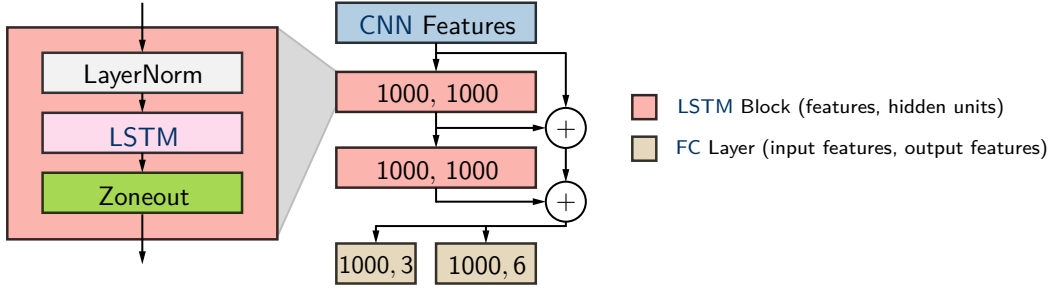 LayerNorm
LSTM
Zoneout
CNN Features
1000, 1000
+
1000, 1000
+
1000, 3
1000, 6
LSTM Block (features, hidden units)
FC Layer (input features, output features)